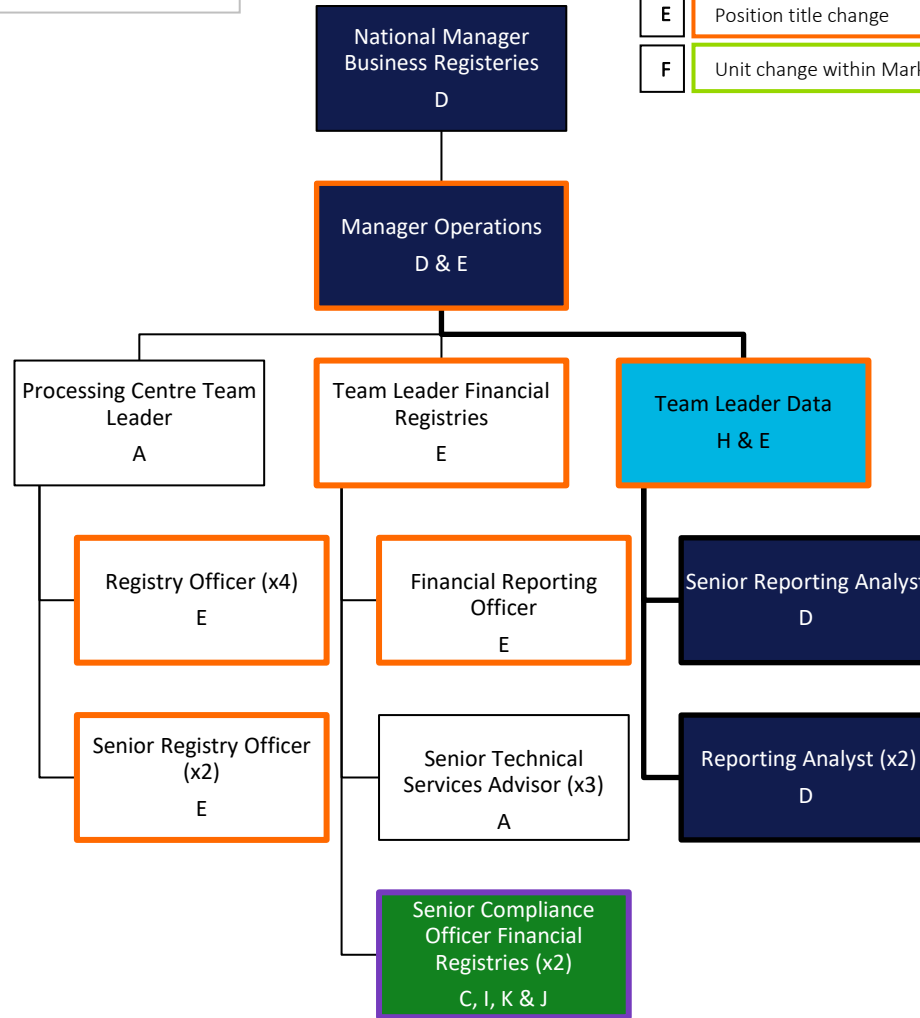 E
Position title change
F
Unit change within Mark
National Manager
Business Registeries
D
Manager Operations
D & E
Processing Centre Team
Leader
A
Team Leader Financial
Registries
E
Team Leader Data
H & E
Registry Officer (x4)
E
Financial Reporting
Officer
E
Senior Reporting Analyst
D
Senior Registry Officer
(x2)
E
Senior Technical
Services Advisor (x3)
A
Reporting Analyst (x2)
D
Senior Compliance
Officer Financial
Registries (x2)
C, I, K & J